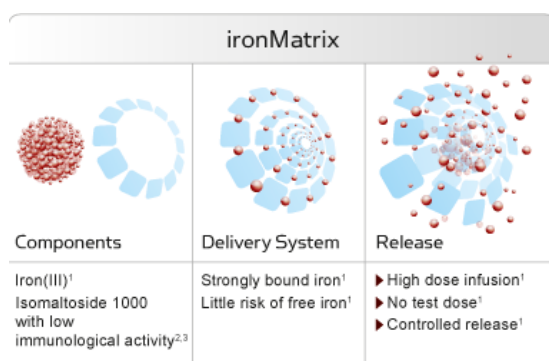 ironMatrix
Components
Delivery System
Release
Iron(III)¹
Isomaltoside 1000
with low
immunological activity²,³
Strongly bound iron¹
Little risk of free iron¹
High dose infusion¹
No test dose¹
Controlled release¹